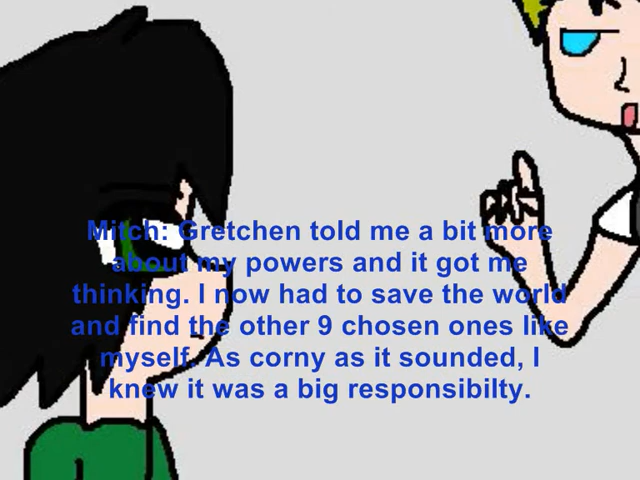 Mitch: Gretchen told me a bit more
about my powers and it got me
thinking. I now had to save the world
and find the other 9 chosen ones like
myself. As corny as it sounded, I
knew it was a big responsibilty.